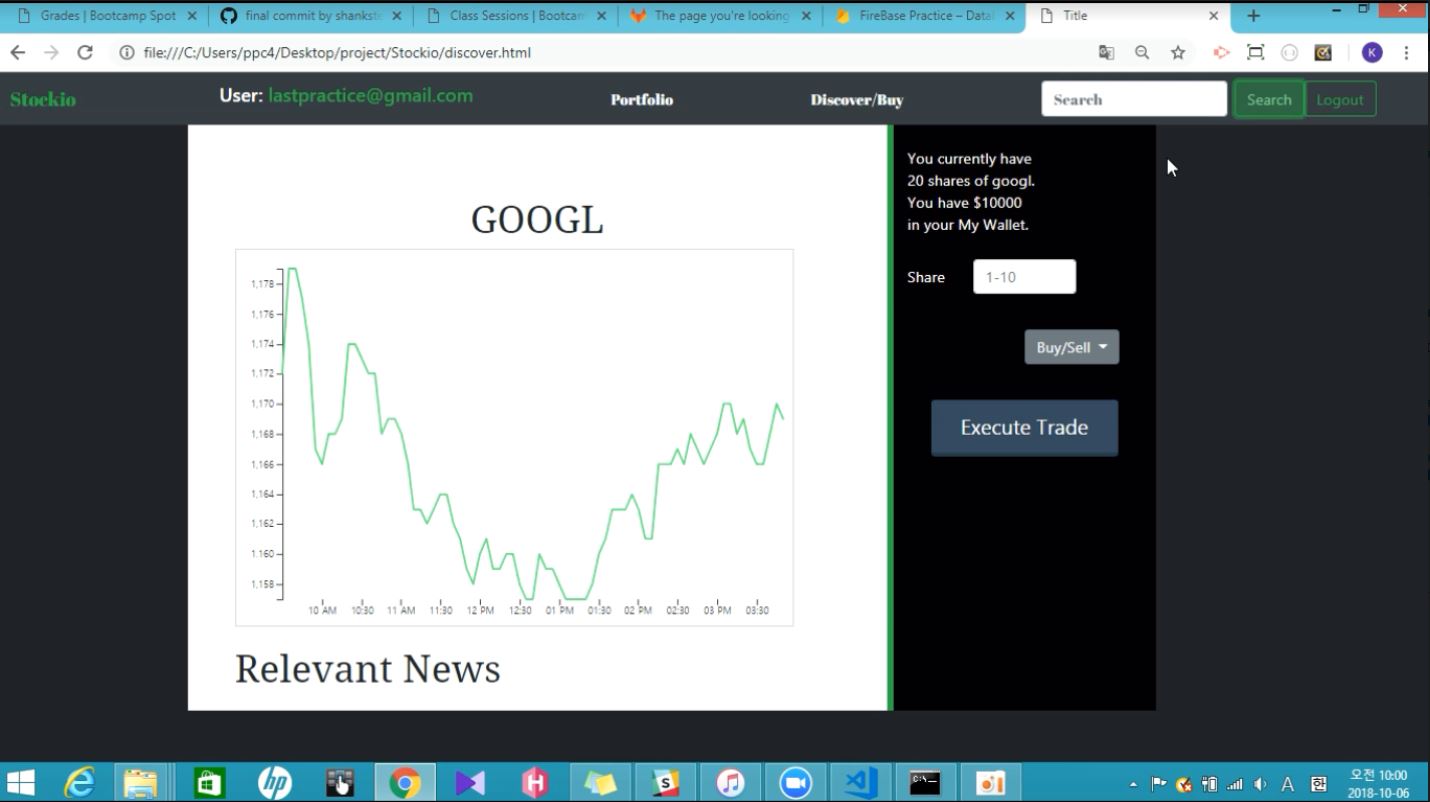 Grades | Bootcamp Spot
final commit by shankste
Class Sessions | Bootcam
The page you're looking
FireBase Practice – Datal
Title
file:///C:/Users/ppc4/Desktop/project/Stockio/discover.html
K
Stockio
User: lastpractice@gmail.com
Portfolio
Discover/Buy
Search
Search
Logout
You currently have
20 shares of googl.
You have $10000
in your My Wallet.
Share
1-10
Buy/Sell
Execute Trade
GOOGL
1,178
1,176
1,174
1,172
1,170
1,168
1,166
1,164
1,162
1,160
1,158
10 AM 10:30 11 AM 11:30 12 PM 12:30 01 PM 01:30 02 PM 02:30 03 PM 03:30
Relevant News
A
한
오전 10:00
2018-10-06